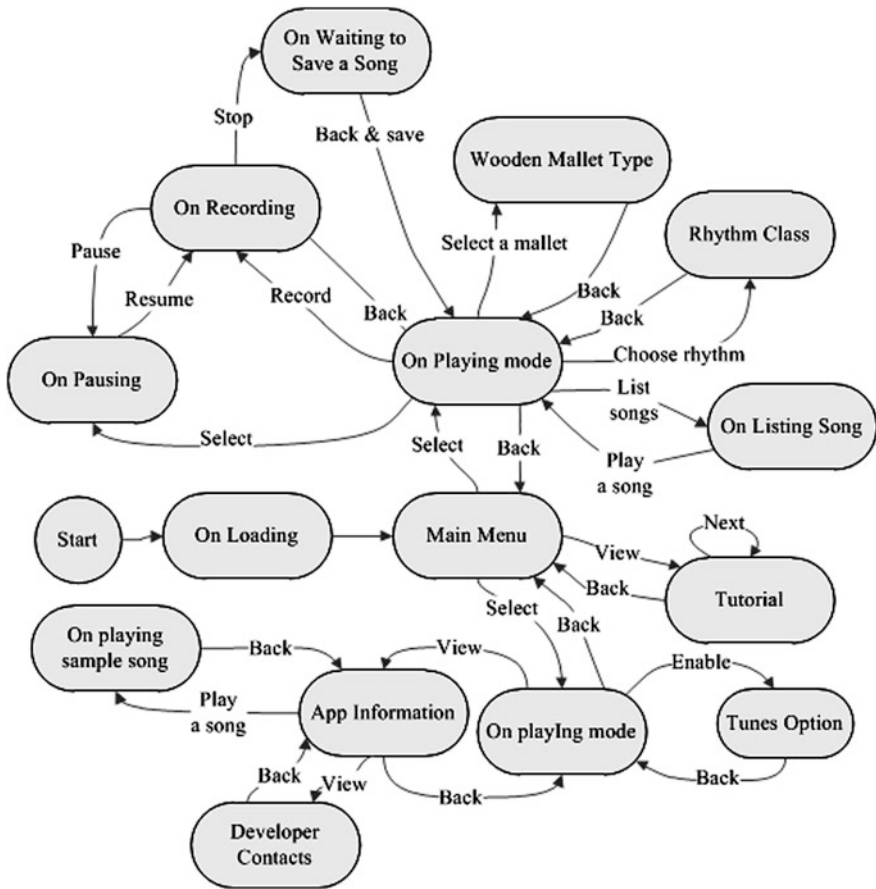 On Waiting to
Save a Song
Stop
Back & save
Wooden Mallet Type
On Recording
Rhythm Class
Pause
Select a mallet
Resume
Record
Back
Back
Back
On Pausing
On Playing mode
Choose rhythm
List
songs
On Listing Song
Select
Select
Back
Play
a song
Start
On Loading
Main Menu
View
Next
Back
Tutorial
Select
Back
On playing
sample song
Back
View
Enable
Play
a song
App Information
On playIng mode
Tunes Option
Back
View
Back
Back
Developer
Contacts